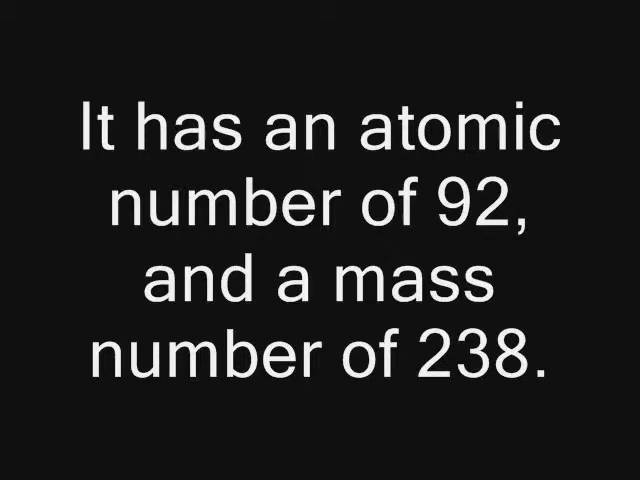 It has an atomic
number of 92,
and a mass
number of 238.